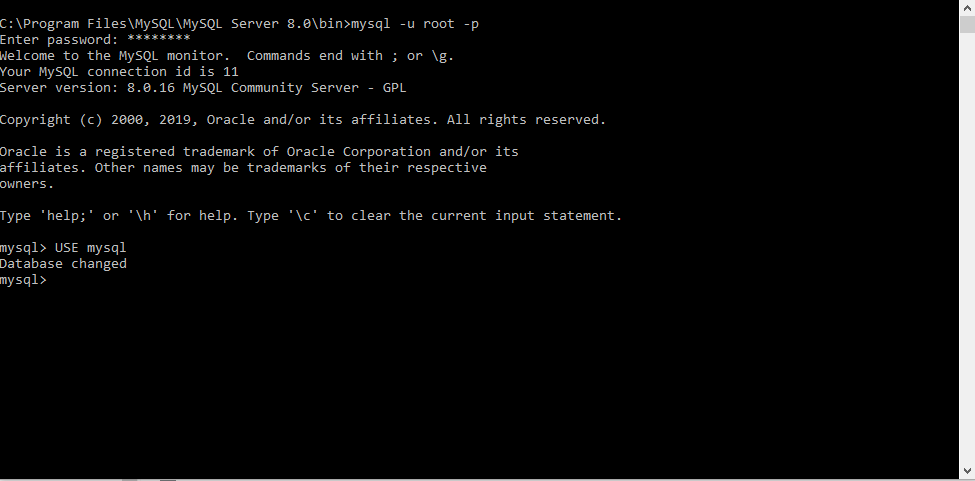 C:\Program Files\MySQL\MySQL Server 8.0\bin>mysql -u root -p
Enter password: ********
Welcome to the MySQL monitor.  Commands end with ; or \g.
Your MySQL connection id is 11
Server version: 8.0.16 MySQL Community Server - GPL
Copyright (c) 2000, 2019, Oracle and/or its affiliates. All rights reserved.
Oracle is a registered trademark of Oracle Corporation and/or its
affiliates. Other names may be trademarks of their respective
owners.
Type 'help;' or '\h' for help. Type '\c' to clear the current input statement.
mysql> USE mysql
Database changed
mysql>